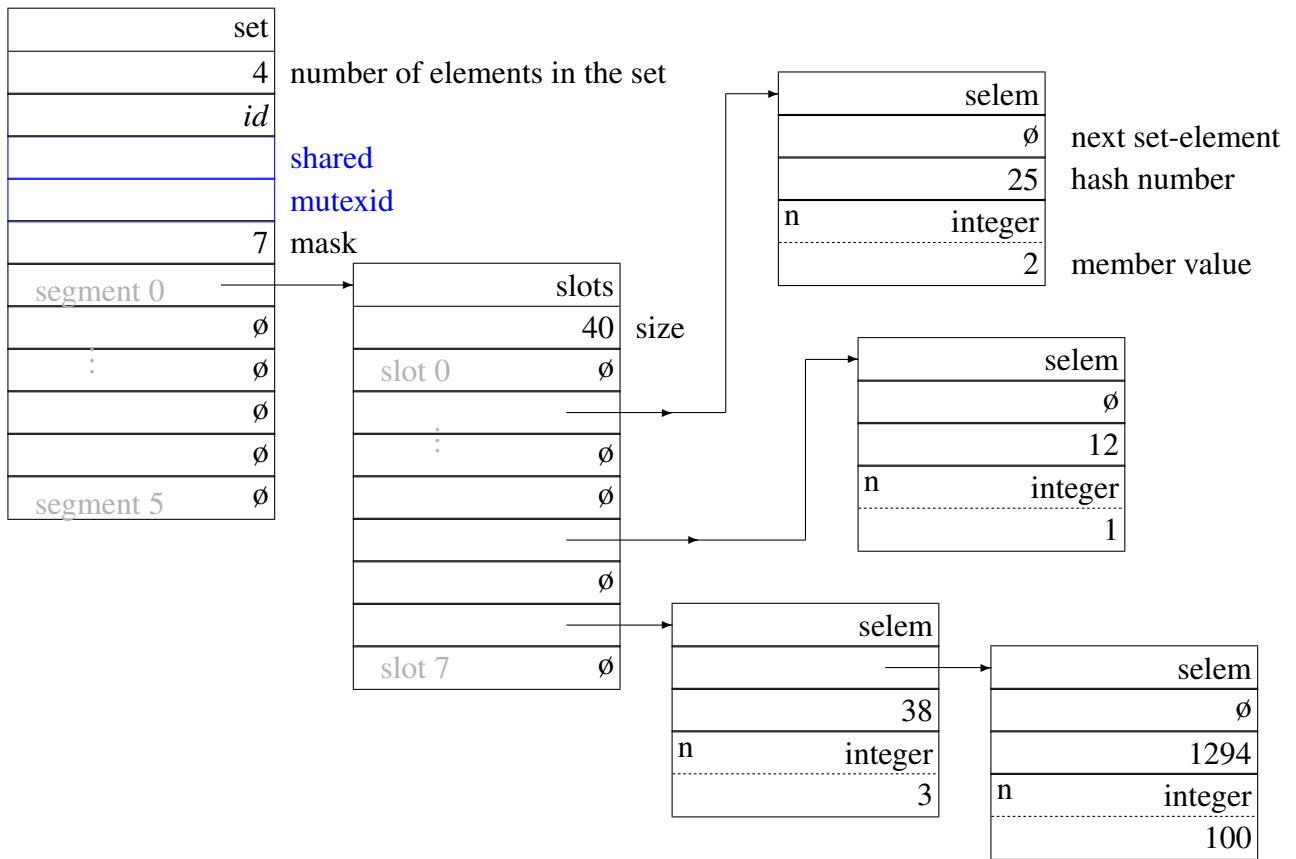 set
4 number of elements in the set
id
shared
mutexid
7 mask
segment 0
ø
⋮ ø
ø
ø
segment 5 ø
slots
40 size
slot 0 ø
⋮ ø
ø
ø
slot 7 ø
selem
ø next set-element
25 hash number
n integer
2 member value
selem
ø
12
n integer
1
selem
38
n integer
3
selem
ø
1294
n integer
100